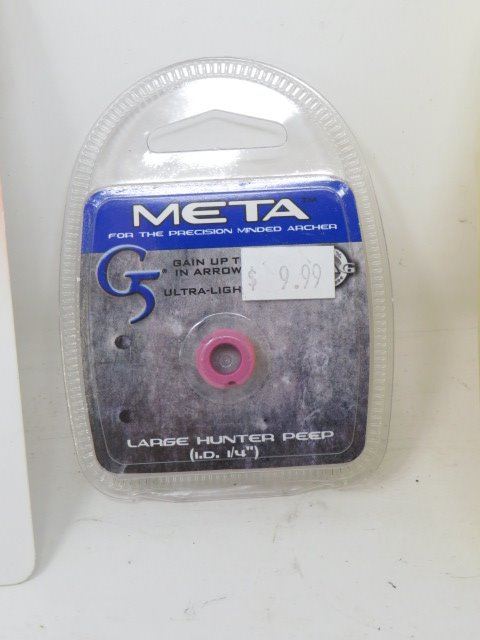 META™
FOR THE PRECISION MINDED ARCHER
G5®
GAIN UP T
IN ARROW
ULTRA-LIGH
$ 9.99
G
LARGE HUNTER PEEP
(I.D. 1/4")